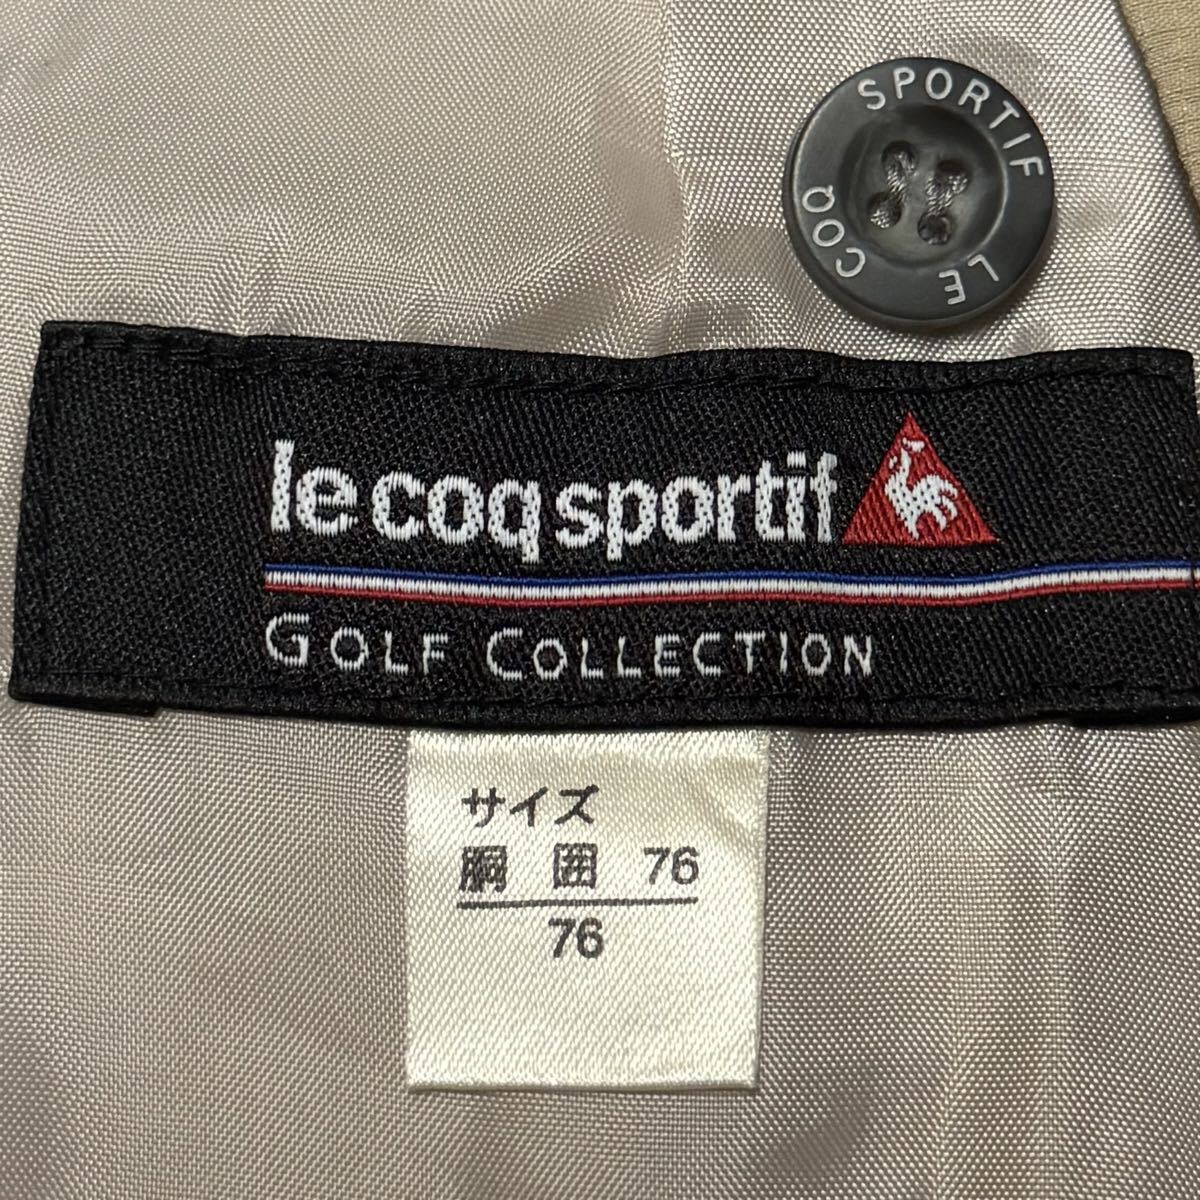 SPORTIF
LE COQ
le coq sportif
GOLF COLLECTION
サイズ
胴 囲 76
76